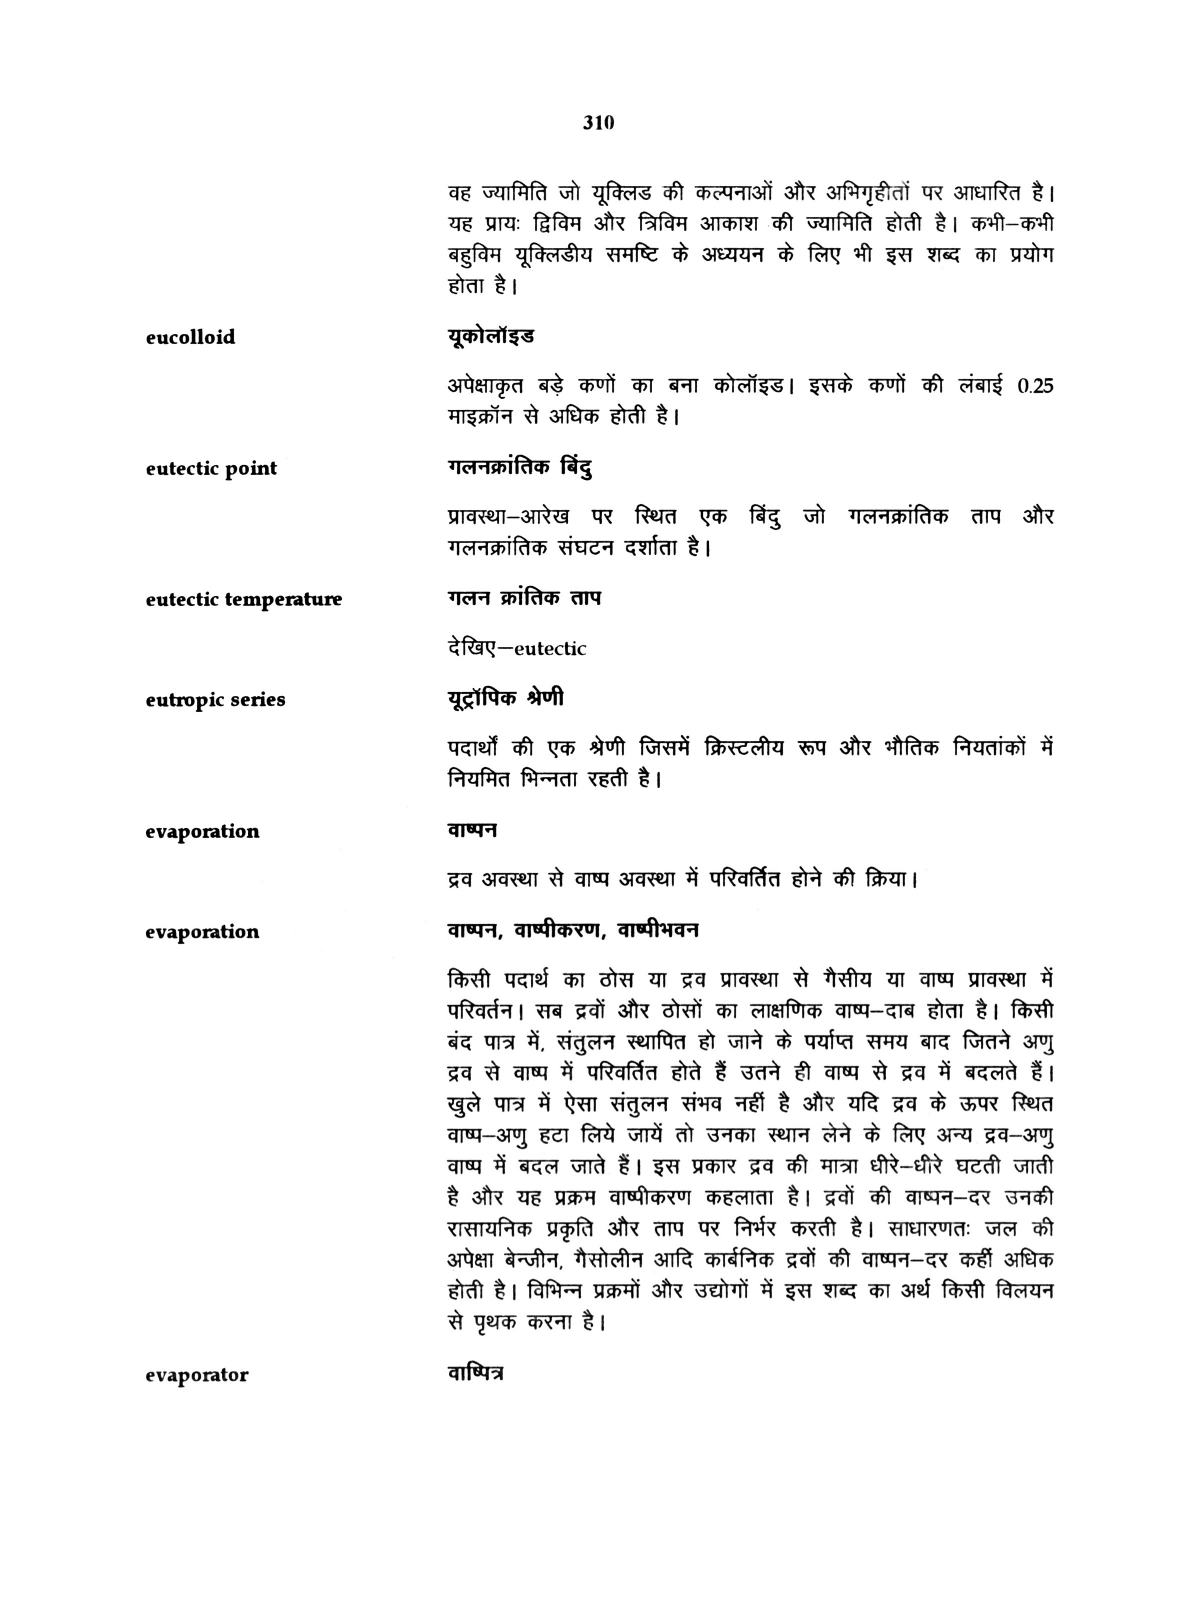 310
वह ज्यामिति जो यूक्लिड की कल्पनाओं और अभिगृहीतों पर आधारित है।
यह प्रायः द्विविम और त्रिविम आकाश की ज्यामिति होती है। कभी–कभी
बहुविम यूक्लिडीय समष्टि के अध्ययन के लिए भी इस शब्द का प्रयोग
होता है।
eucolloid यूकोलॉइड
अपेक्षाकृत बड़े कणों का बना कोलॉइड। इसके कणों की लंबाई 0.25
माइक्रॉन से अधिक होती है।
eutectic point गलनक्रांतिक बिंदु
प्रावस्था–आरेख पर स्थित एक बिंदु जो गलनक्रांतिक ताप और
गलनक्रांतिक संघटन दर्शाता है।
eutectic temperature गलन क्रांतिक ताप
देखिए–eutectic
eutropic series यूट्रॉपिक श्रेणी
पदार्थों की एक श्रेणी जिसमें क्रिस्टलीय रूप और भौतिक नियतांकों में
नियमित भिन्नता रहती है।
evaporation वाष्पन
द्रव अवस्था से वाष्प अवस्था में परिवर्तित होने की क्रिया।
evaporation वाष्पन, वाष्पीकरण, वाष्पीभवन
किसी पदार्थ का ठोस या द्रव प्रावस्था से गैसीय या वाष्प प्रावस्था में
परिवर्तन। सब द्रवों और ठोसों का लाक्षणिक वाष्प–दाब होता है। किसी
बंद पात्र में, संतुलन स्थापित हो जाने के पर्याप्त समय बाद जितने अणु
द्रव से वाष्प में परिवर्तित होते हैं उतने ही वाष्प से द्रव में बदलते हैं।
खुले पात्र में ऐसा संतुलन संभव नहीं है और यदि द्रव के ऊपर स्थित
वाष्प–अणु हटा लिये जायें तो उनका स्थान लेने के लिए अन्य द्रव–अणु
वाष्प में बदल जाते हैं। इस प्रकार द्रव की मात्रा धीरे–धीरे घटती जाती
है और यह प्रक्रम वाष्पीकरण कहलाता है। द्रवों की वाष्पन–दर उनकी
रासायनिक प्रकृति और ताप पर निर्भर करती है। साधारणतः जल की
अपेक्षा बेन्जीन, गैसोलीन आदि कार्बनिक द्रवों की वाष्पन–दर कहीं अधिक
होती है। विभिन्न प्रक्रमों और उद्योगों में इस शब्द का अर्थ किसी विलयन
से पृथक करना है।
evaporator वाष्पित्र